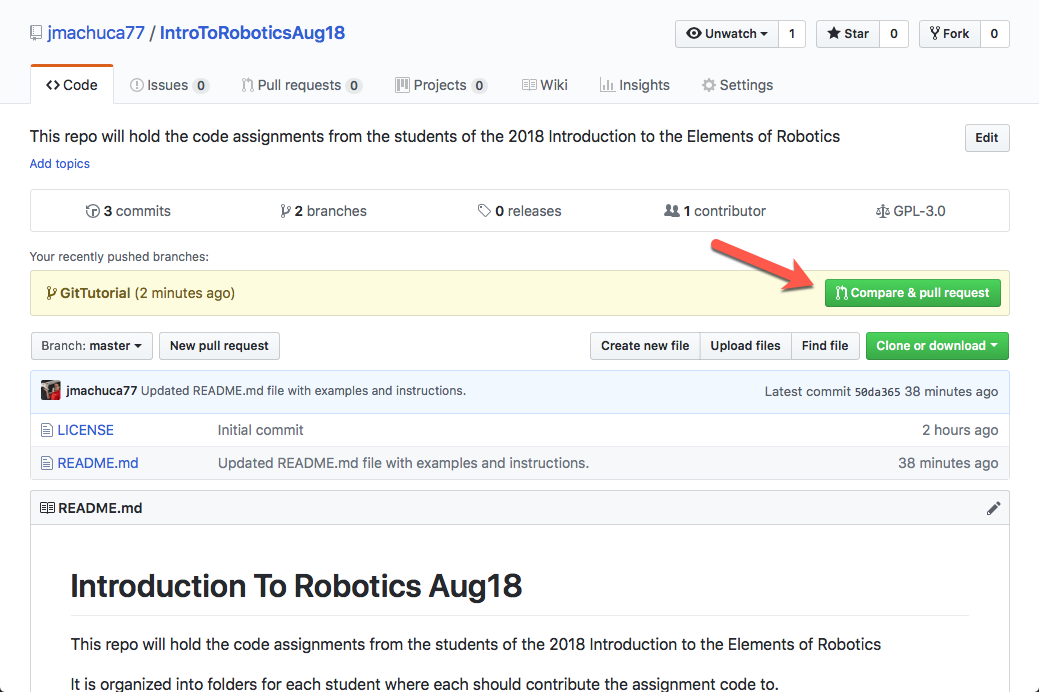 jmachuca77 / IntroToRoboticsAug18
Unwatch 1 Star 0 Fork 0
Code Issues 0 Pull requests 0 Projects 0 Wiki Insights Settings
This repo will hold the code assignments from the students of the 2018 Introduction to the Elements of Robotics Edit
Add topics
3 commits 2 branches 0 releases 1 contributor GPL-3.0
Your recently pushed branches:
GitTutorial (2 minutes ago) Compare & pull request
Branch: master New pull request Create new file Upload files Find file Clone or download
jmachuca77 Updated README.md file with examples and instructions. Latest commit 50da365 38 minutes ago
LICENSE Initial commit 2 hours ago
README.md Updated README.md file with examples and instructions. 38 minutes ago
README.md
Introduction To Robotics Aug18
This repo will hold the code assignments from the students of the 2018 Introduction to the Elements of Robotics
It is organized into folders for each student where each should contribute the assignment code to.